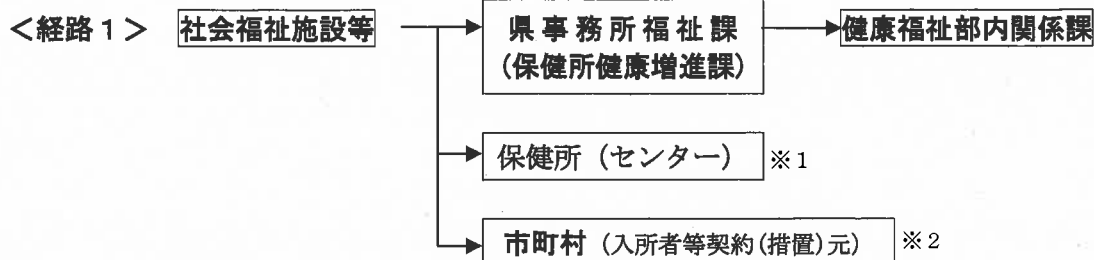 ＜経路１＞ 社会福祉施設等 県事務所福祉課 健康福祉部内関係課
(保健所健康増進課)
保健所（センター） ※１
市町村（入所者等契約(措置)元） ※２